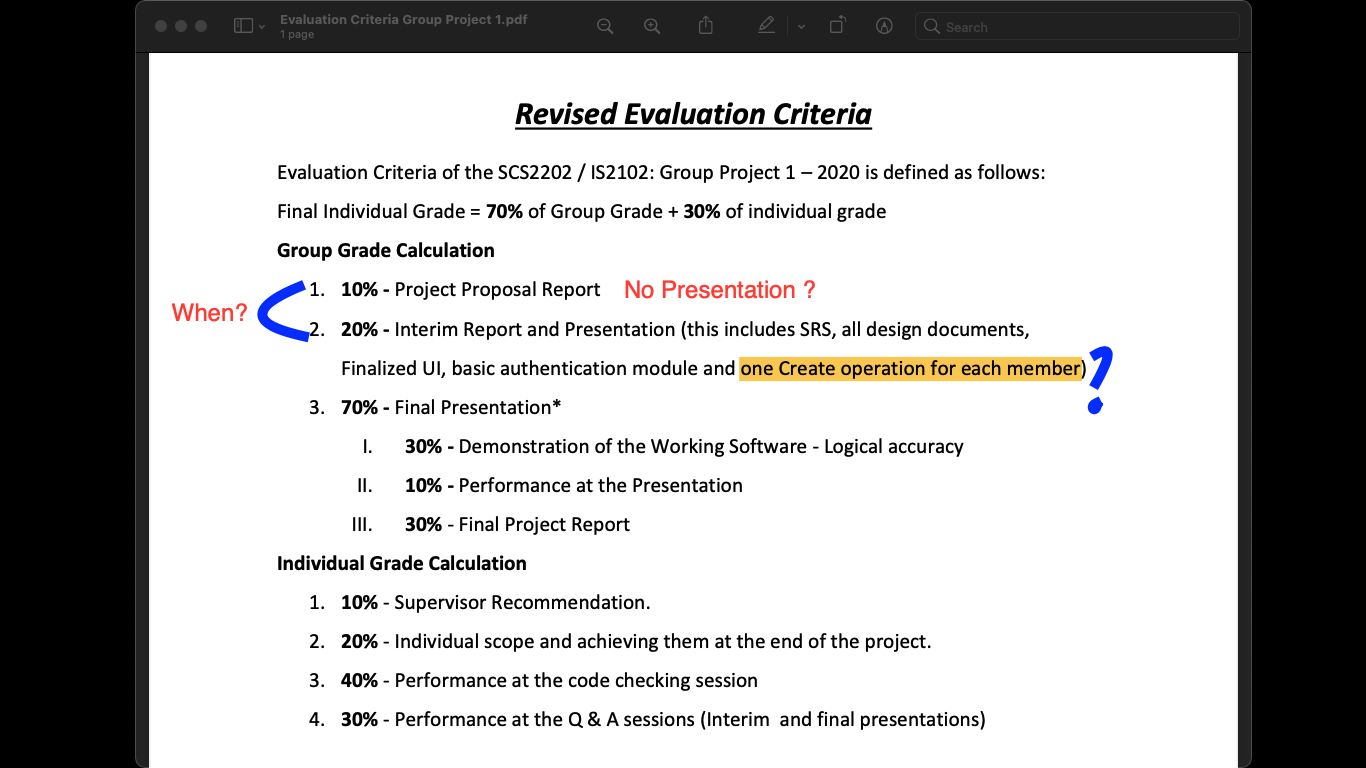 Evaluation Criteria Group Project 1.pdf
1 page
Search
Revised Evaluation Criteria
Evaluation Criteria of the SCS2202 / IS2102: Group Project 1 – 2020 is defined as follows:
Final Individual Grade = 70% of Group Grade + 30% of individual grade
Group Grade Calculation
1. 10% - Project Proposal Report No Presentation ?
When?
2. 20% - Interim Report and Presentation (this includes SRS, all design documents,
Finalized UI, basic authentication module and one Create operation for each member) ?
3. 70% - Final Presentation*
I. 30% - Demonstration of the Working Software - Logical accuracy
II. 10% - Performance at the Presentation
III. 30% - Final Project Report
Individual Grade Calculation
1. 10% - Supervisor Recommendation.
2. 20% - Individual scope and achieving them at the end of the project.
3. 40% - Performance at the code checking session
4. 30% - Performance at the Q & A sessions (Interim and final presentations)